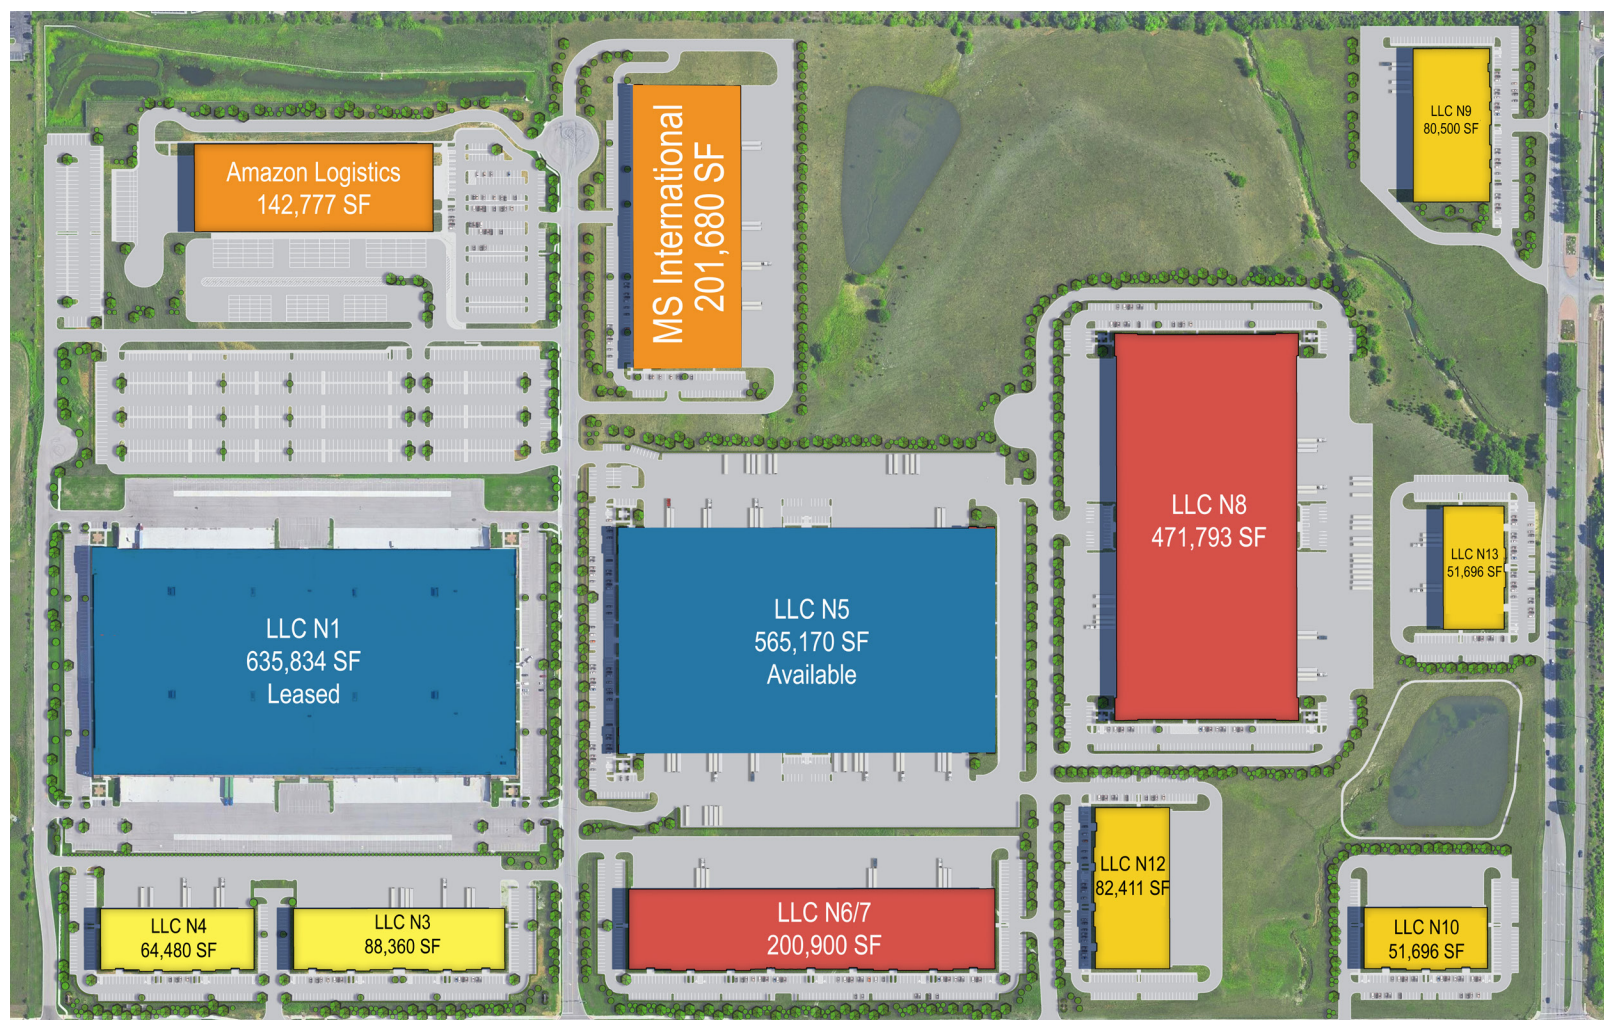 LLC N9
80,500 SF
Amazon Logistics
142,777 SF
MS International
201,680 SF
LLC N8
471,793 SF
LLC N13
51,696 SF
LLC N1
635,834 SF
Leased
LLC N5
565,170 SF
Available
LLC N12
82,411 SF
LLC N4
64,480 SF
LLC N3
88,360 SF
LLC N6/7
200,900 SF
LLC N10
51,696 SF